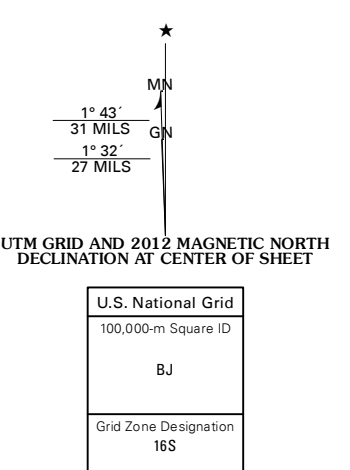 ★
MN
1° 43´
31 MILS
GN
1° 32´
27 MILS
UTM GRID AND 2012 MAGNETIC NORTH
DECLINATION AT CENTER OF SHEET
U.S. National Grid
100,000-m Square ID
BJ
Grid Zone Designation
16S